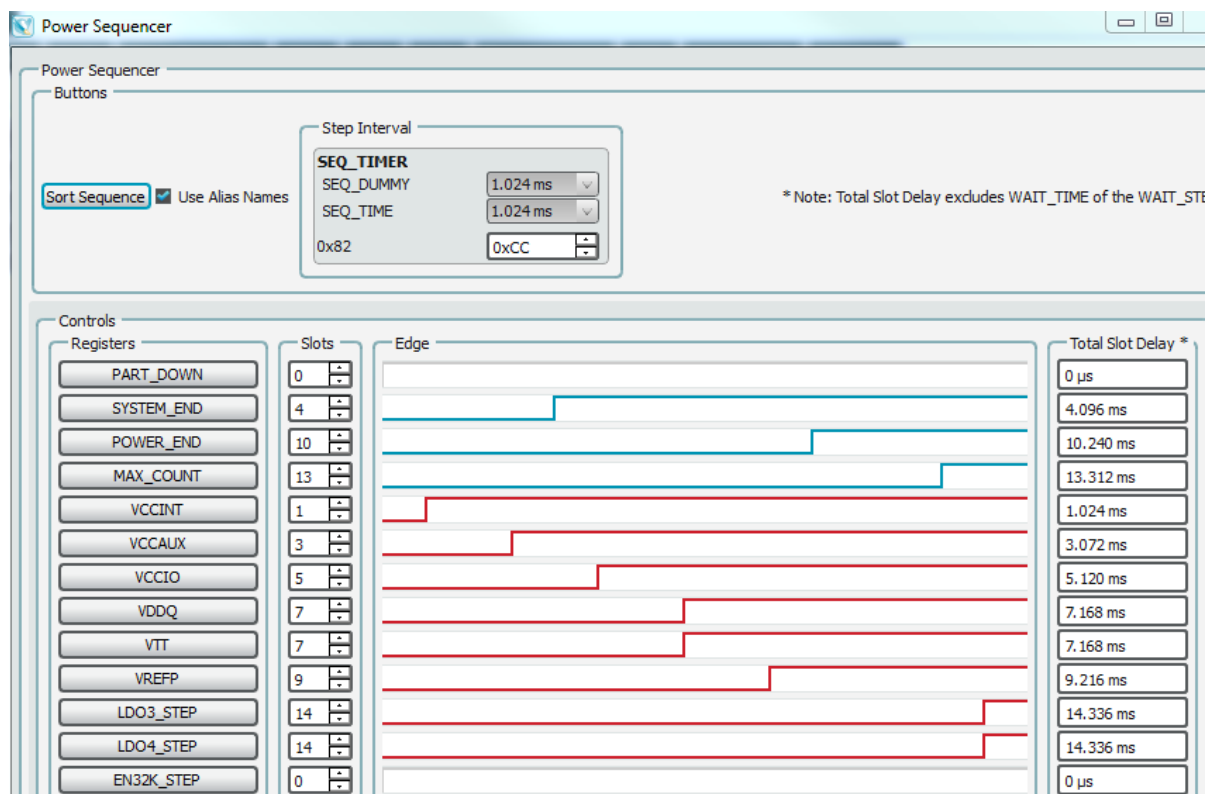 Power Sequencer
Power Sequencer
Buttons
Step Interval
SEQ_TIMER
SEQ_DUMMY 1.024 ms
Sort Sequence Use Alias Names SEQ_TIME 1.024 ms * Note: Total Slot Delay excludes WAIT_TIME of the WAIT_STE
0x82 0xCC
Controls
Registers Slots Edge Total Slot Delay *
PART_DOWN 0 0 µs
SYSTEM_END 4 4.096 ms
POWER_END 10 10.240 ms
MAX_COUNT 13 13.312 ms
VCCINT 1 1.024 ms
VCCAUX 3 3.072 ms
VCCIO 5 5.120 ms
VDDQ 7 7.168 ms
VTT 7 7.168 ms
VREFP 9 9.216 ms
LDO3_STEP 14 14.336 ms
LDO4_STEP 14 14.336 ms
EN32K_STEP 0 0 µs